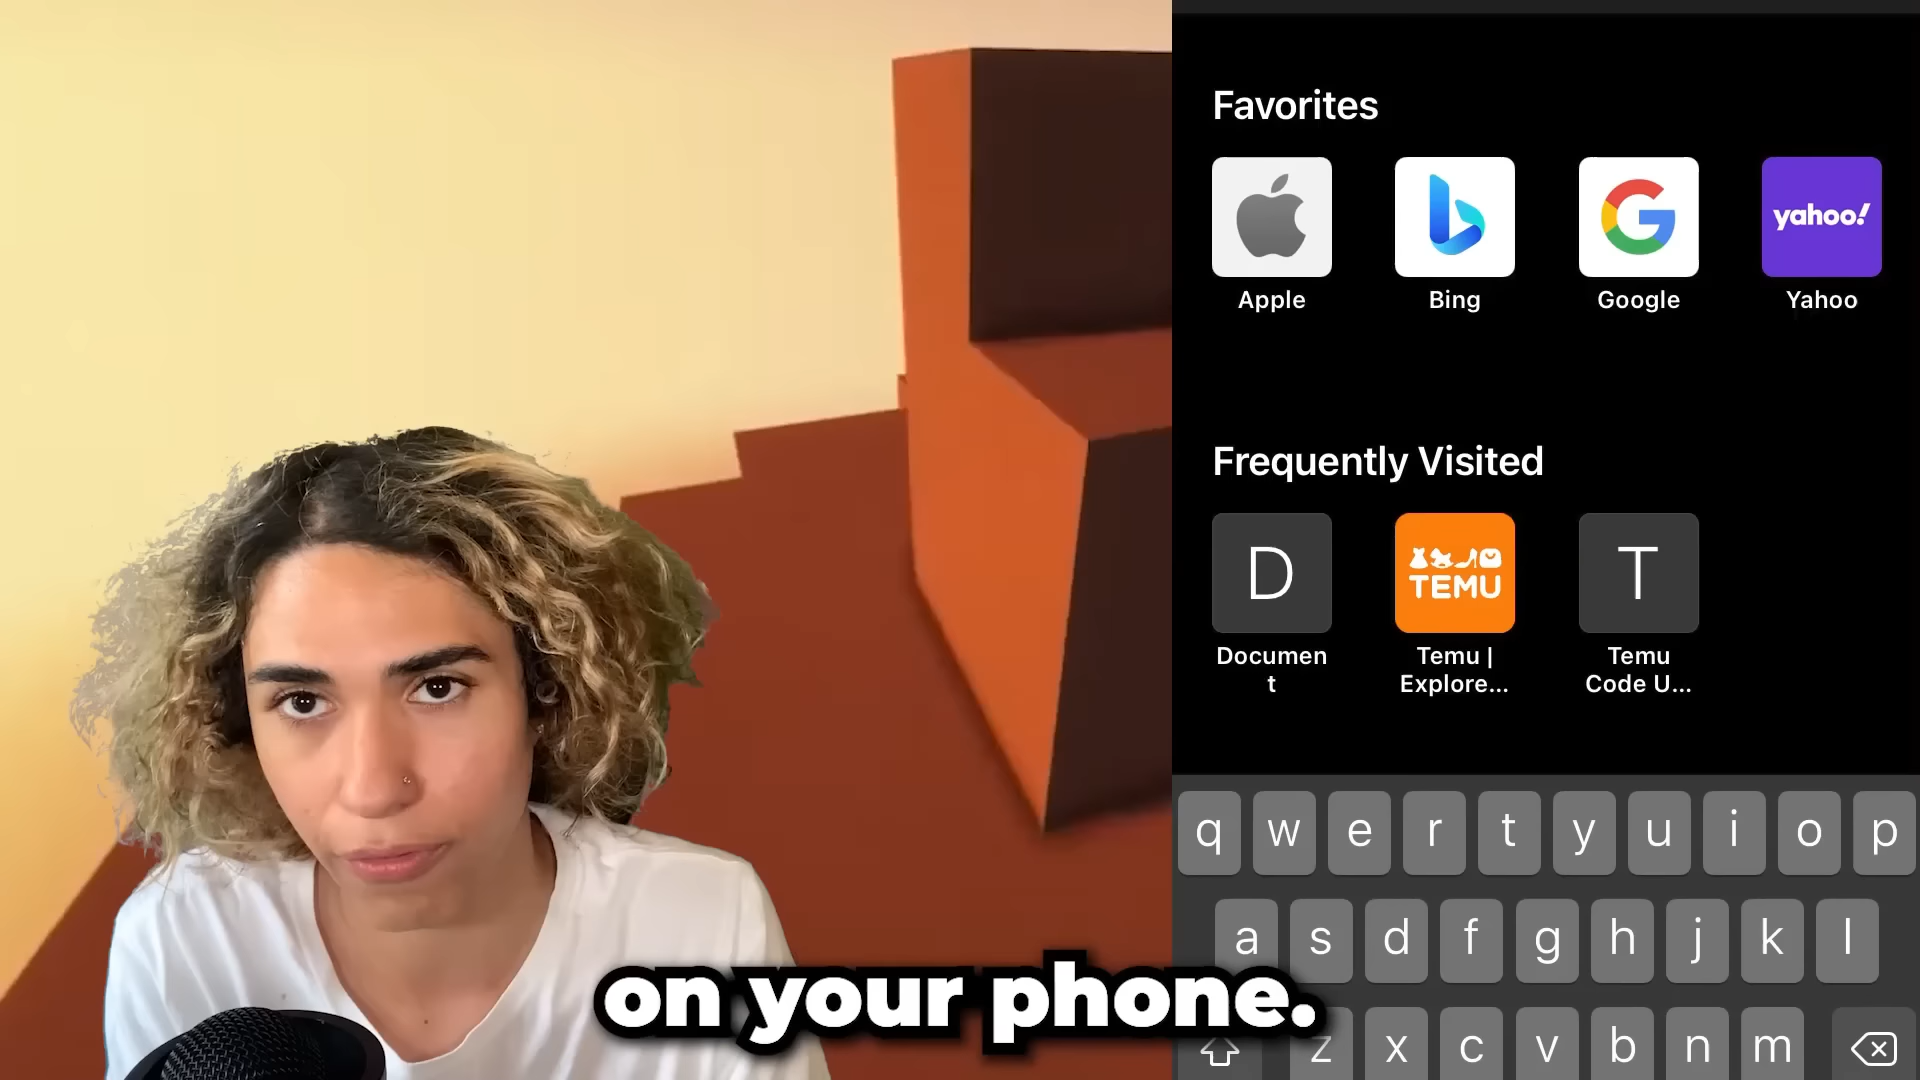 Favorites
yahoo!
Apple
Bing
Google
Yahoo
Frequently Visited
D
TEMU
T
Documen
t
Temu |
Explore...
Temu
Code U...
q w e r t y u i o p
a s d f g h j k l
on your phone.
z x c v b n m